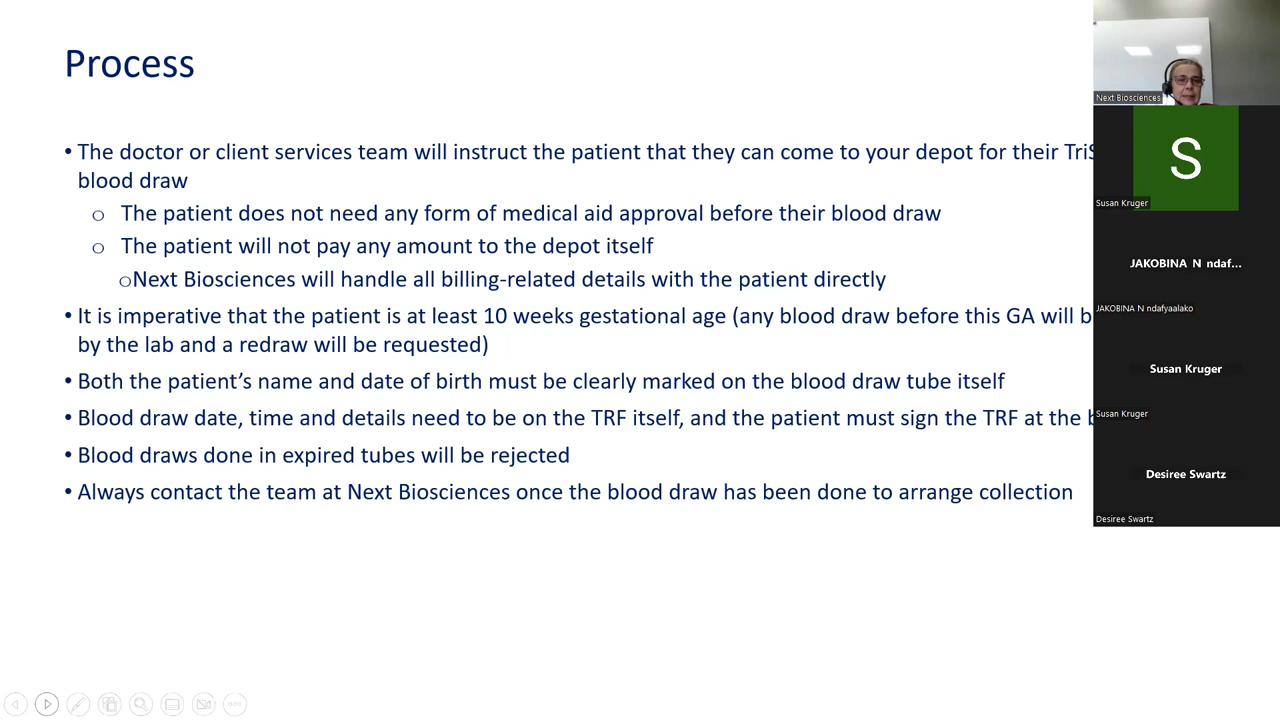 Process
• The doctor or client services team will instruct the patient that they can come to your depot for their
blood draw
o The patient does not need any form of medical aid approval before their blood draw
o The patient will not pay any amount to the depot itself
o Next Biosciences will handle all billing-related details with the patient directly
• It is imperative that the patient is at least 10 weeks gestational age (any blood draw before this GA will
by the lab and a redraw will be requested)
• Both the patient's name and date of birth must be clearly marked on the blood draw tube itself
• Blood draw date, time and details need to be on the TRF itself, and the patient must sign the TRF at the
• Blood draws done in expired tubes will be rejected
• Always contact the team at Next Biosciences once the blood draw has been done to arrange collection
Next Biosciences
S
Susan Kruger
JAKOBINA N ndaf...
JAKOBINA N ndafyaalako
Susan Kruger
Susan Kruger
Desiree Swartz
Desiree Swartz